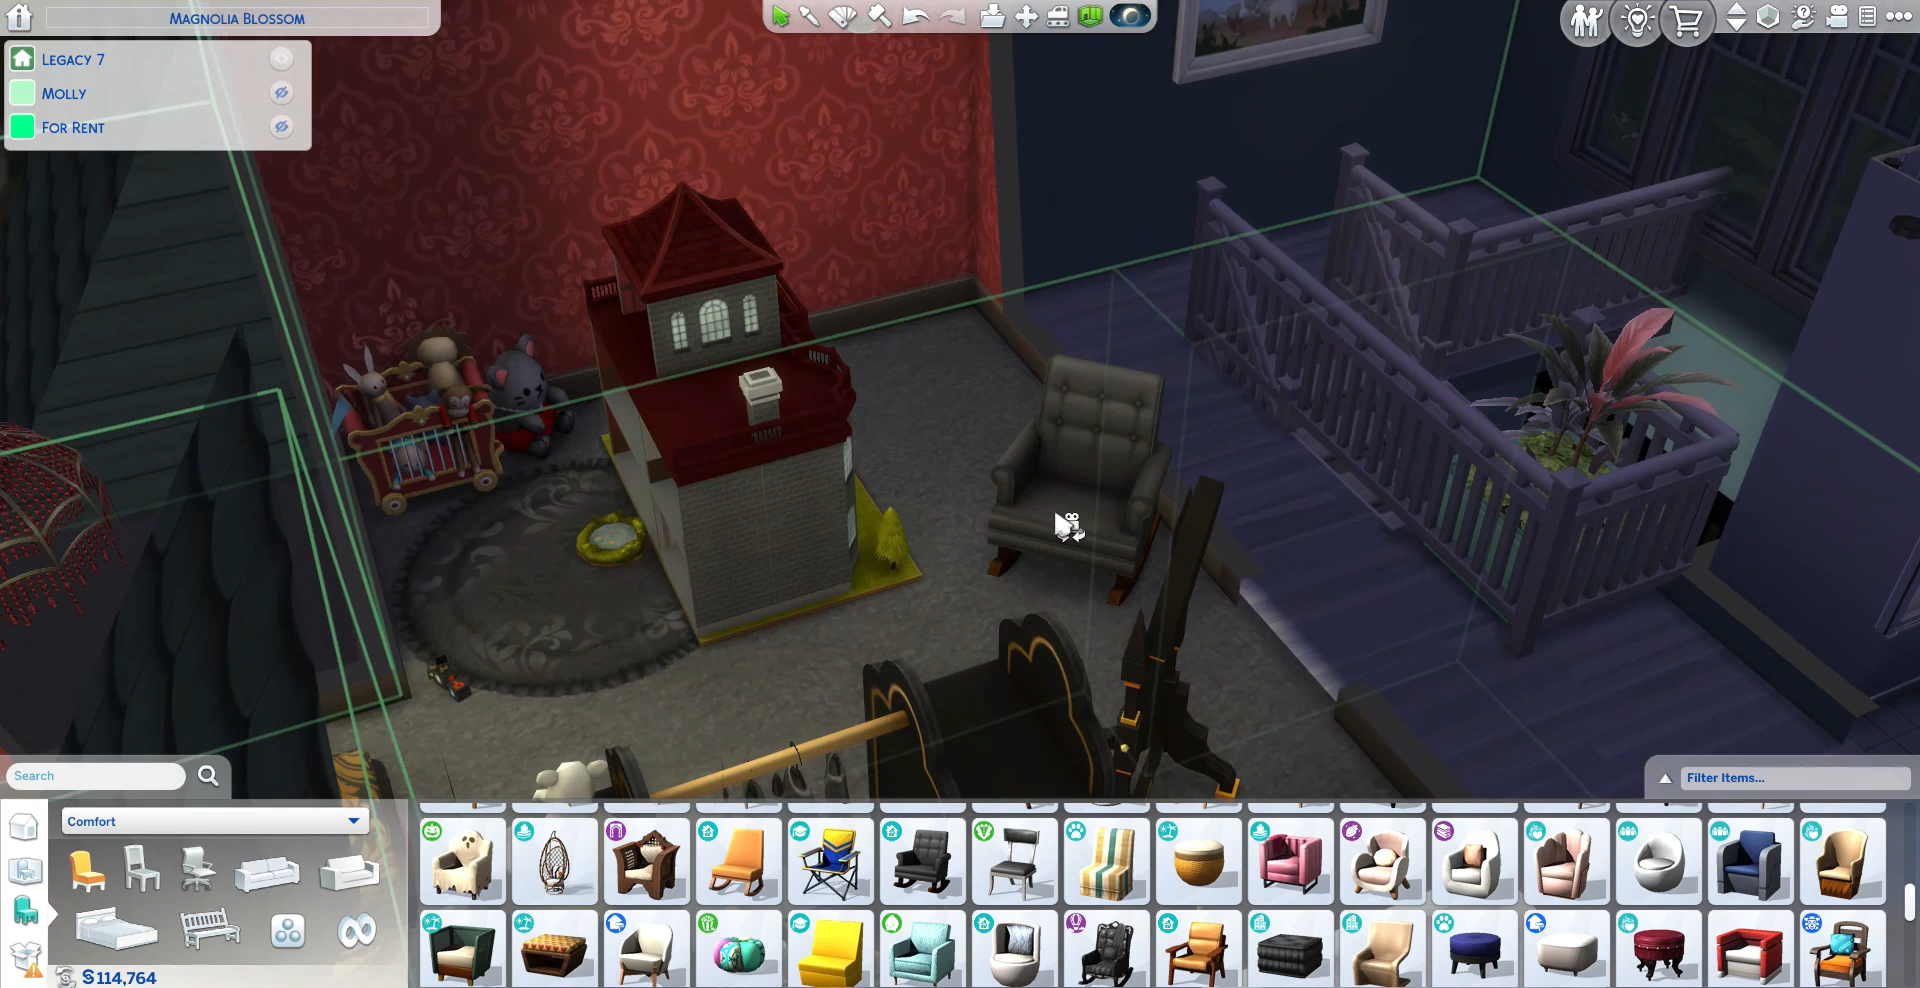 MAGNOLIA BLOSSOM
LEGACY 7
MOLLY
FOR RENT
Search
Filter Items...
Comfort
§114,764